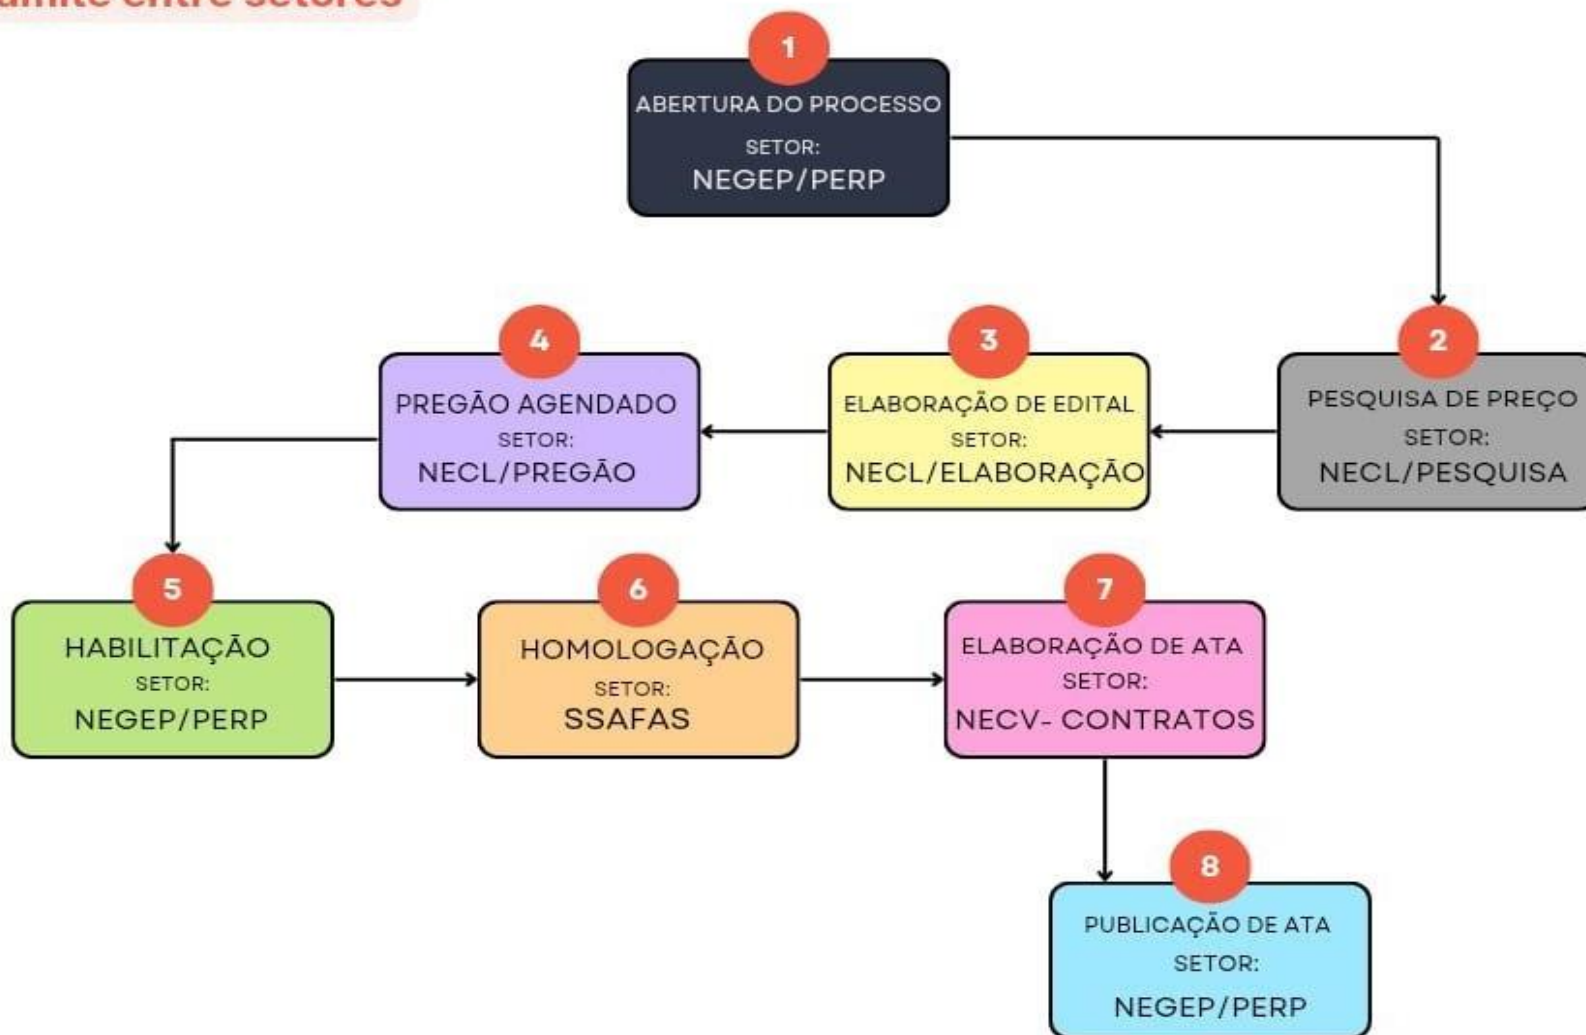 entre setores
1
ABERTURA DO PROCESSO
SETOR:
NEGEP/PERP
2
PESQUISA DE PREÇO
SETOR:
NECL/PESQUISA
3
ELABORAÇÃO DE EDITAL
SETOR:
NECL/ELABORAÇÃO
4
PREGÃO AGENDADO
SETOR:
NECL/PREGÃO
5
HABILITAÇÃO
SETOR:
NEGEP/PERP
6
HOMOLOGAÇÃO
SETOR:
SSAFAS
7
ELABORAÇÃO DE ATA
SETOR:
NECV- CONTRATOS
8
PUBLICAÇÃO DE ATA
SETOR:
NEGEP/PERP